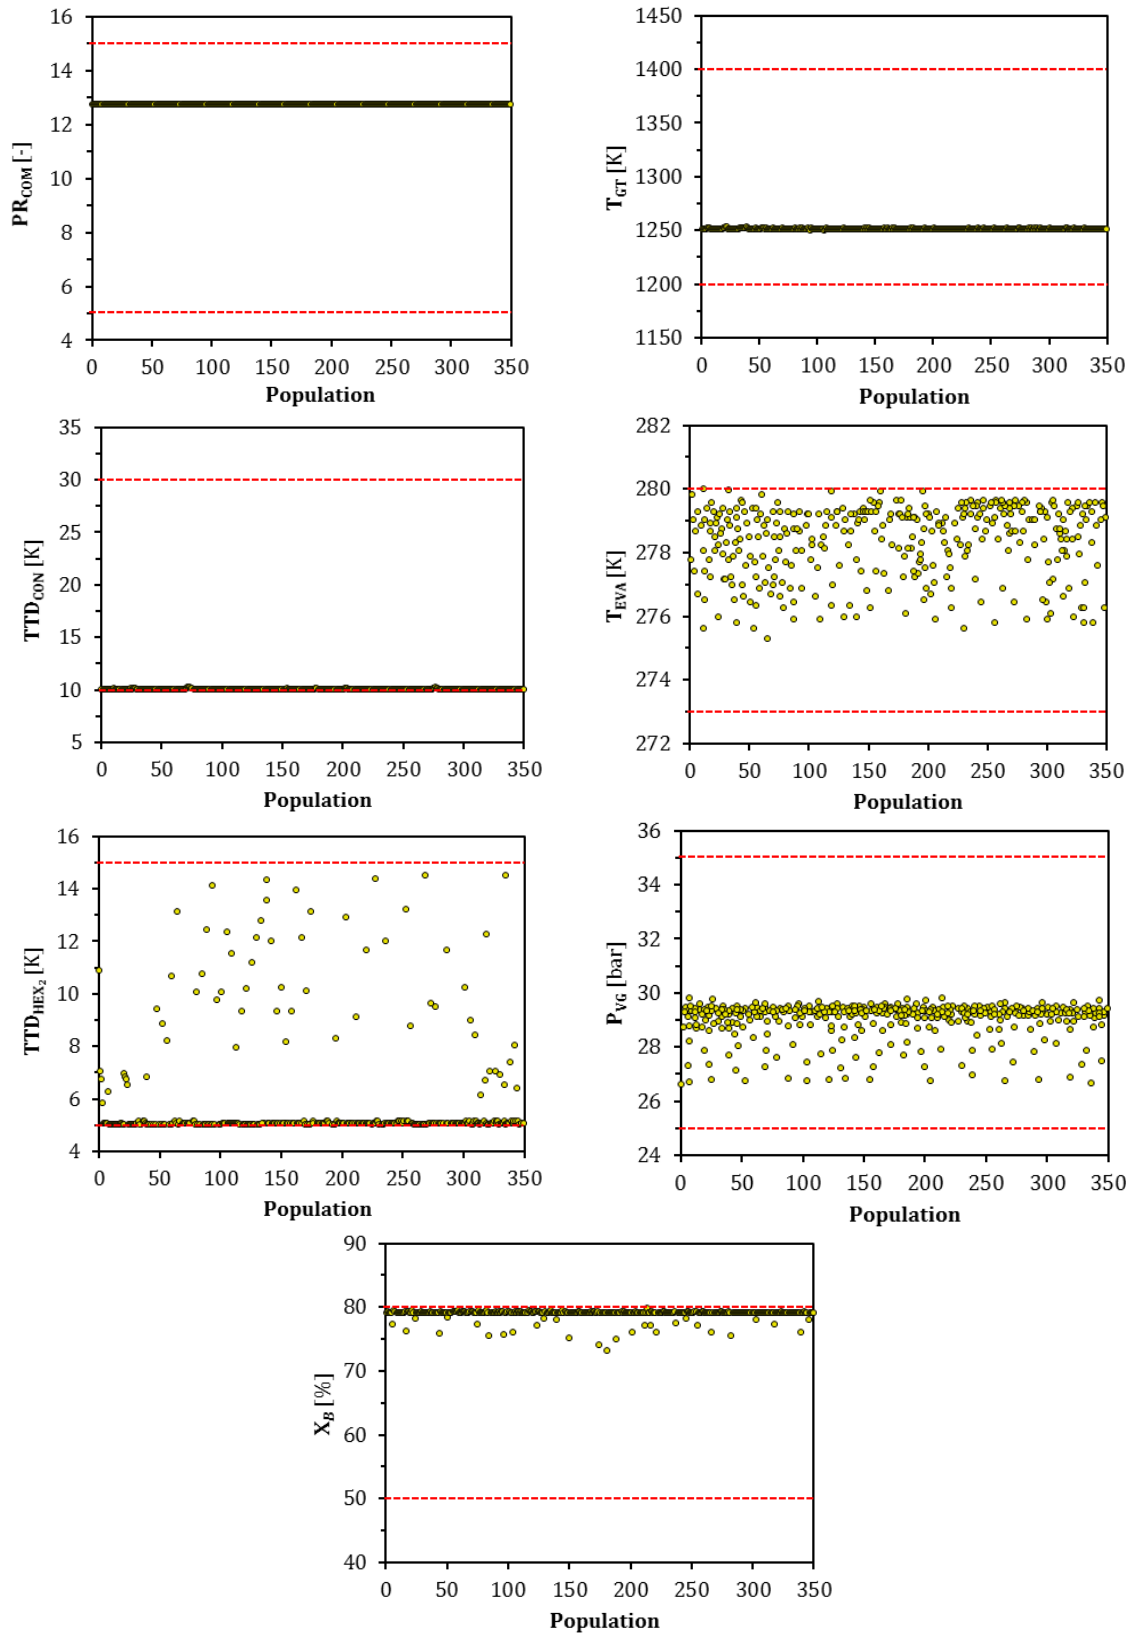 PR_COM [-]
16
14
12
10
8
6
4
0 50 100 150 200 250 300 350
Population
T_GT [K]
1450
1400
1350
1300
1250
1200
1150
0 50 100 150 200 250 300 350
Population
TTD_CON [K]
35
30
25
20
15
10
5
0 50 100 150 200 250 300 350
Population
T_EVA [K]
282
280
278
276
274
272
0 50 100 150 200 250 300 350
Population
TTD_HEX₂ [K]
16
14
12
10
8
6
4
0 50 100 150 200 250 300 350
Population
P_VG [bar]
36
34
32
30
28
26
24
0 50 100 150 200 250 300 350
Population
X_B [%]
90
80
70
60
50
40
0 50 100 150 200 250 300 350
Population